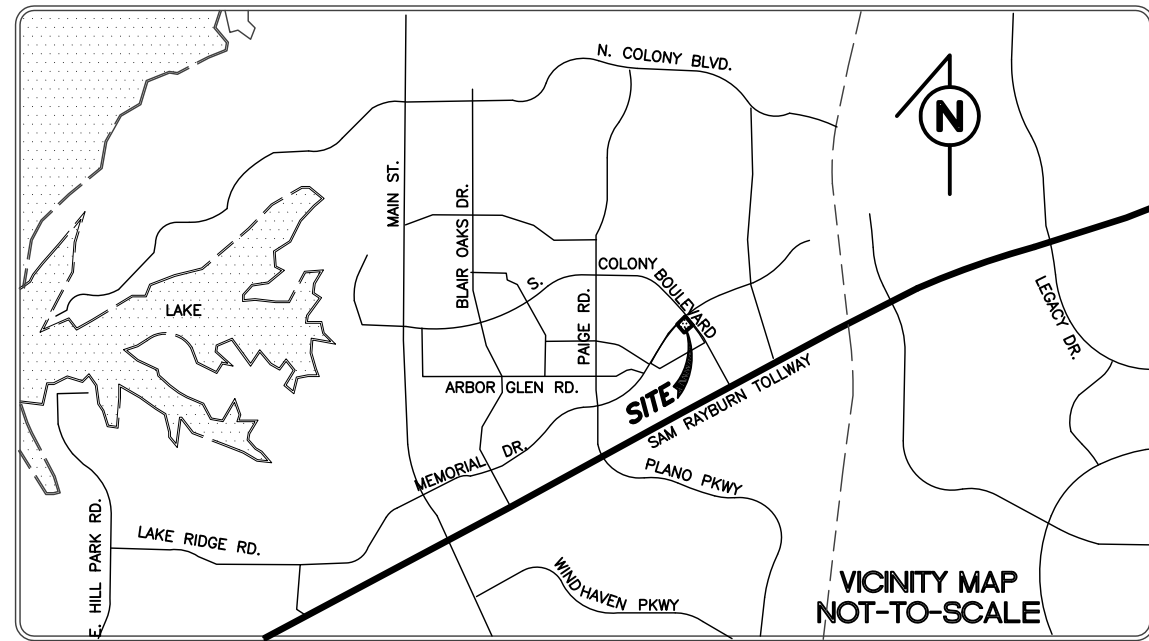 N. COLONY BLVD.
N
MAIN ST.
BLAIR OAKS DR.
S.
COLONY
BOULEVARD
LAKE
PAIGE RD.
LEGACY DR.
ARBOR GLEN RD.
SITE
SAM RAYBURN TOLLWAY
MEMORIAL DR.
PLANO PKWY
E. HILL PARK RD.
LAKE RIDGE RD.
WINDHAVEN PKWY
VICINITY MAP
NOT-TO-SCALE